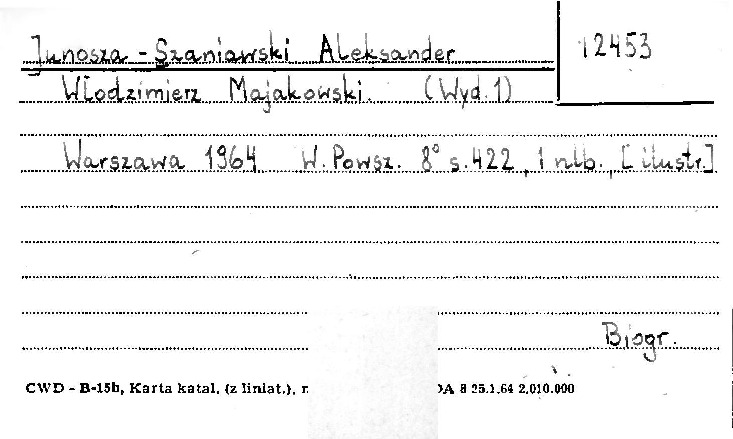 Junosza-Szaniawski Aleksander
12453
Włodzimierz Majakowski. (Wyd.1)
Warszawa 1964 W. Powsz. 8° s.422, 1 nlb., [ilustr.]
Biogr.
CWD - B-15b, Karta katal. (z liniat.), DA 8 25.1.64 2.010.000